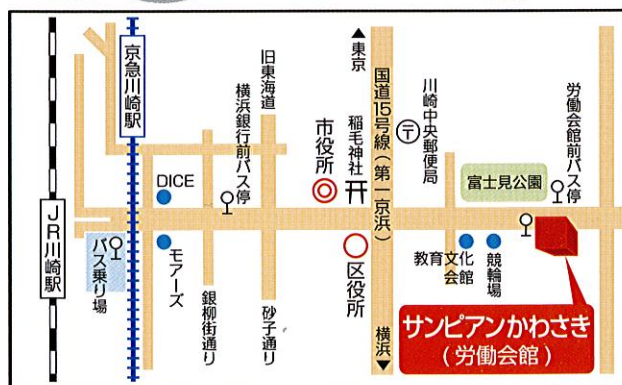 京急川崎駅
JR川崎駅
バス乗り場
DICE
モアーズ
横浜銀行前バス停
旧東海道
銀柳街通り
砂子通り
市役所
稲毛神社
区役所
▲東京
国道15号線(第一京浜)
横浜▼
川崎中央郵便局
〒
教育文化会館
競輪場
富士見公園
労働会館前バス停
サンピアンかわさき
(労働会館)